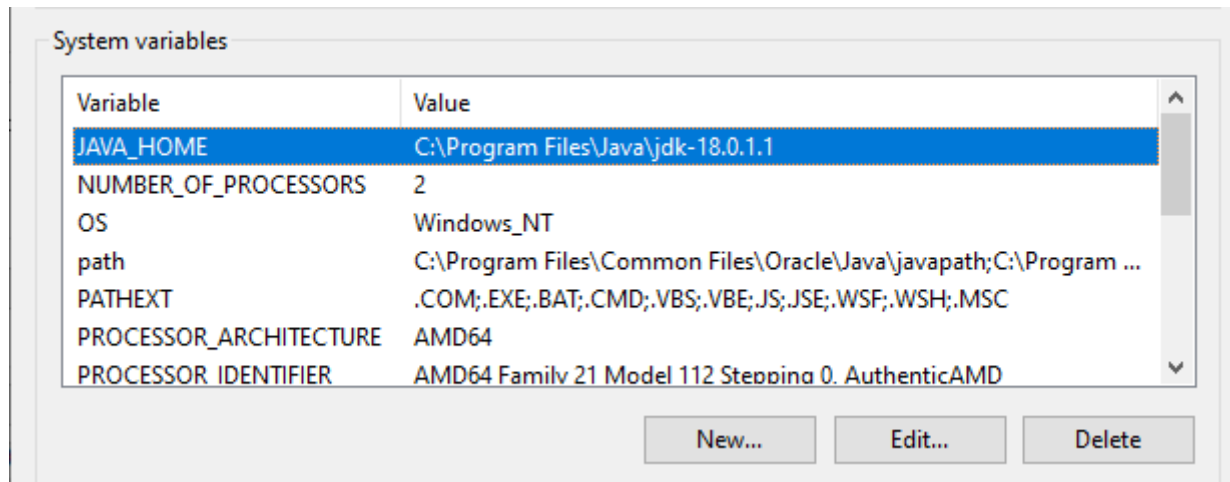 System variables
Variable Value
JAVA_HOME C:\Program Files\Java\jdk-18.0.1.1
NUMBER_OF_PROCESSORS 2
OS Windows_NT
path C:\Program Files\Common Files\Oracle\Java\javapath;C:\Program ...
PATHEXT .COM;.EXE;.BAT;.CMD;.VBS;.VBE;.JS;.JSE;.WSF;.WSH;.MSC
PROCESSOR_ARCHITECTURE AMD64
PROCESSOR_IDENTIFIER AMD64 Family 21 Model 112 Stepping 0, AuthenticAMD
New... Edit... Delete